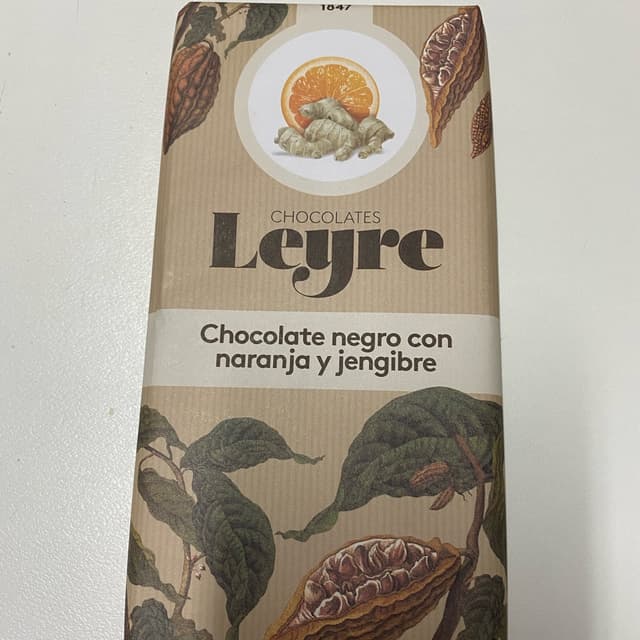 1847
CHOCOLATES
Leyre
Chocolate negro con
naranja y jengibre